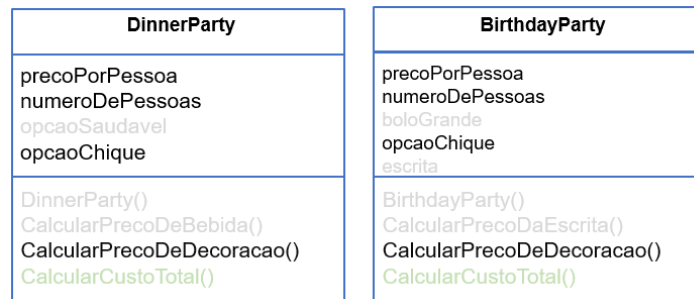 DinnerParty
precoPorPessoa
numeroDePessoas
opcaoSaudavel
opcaoChique
DinnerParty()
CalcularPrecoDeBebida()
CalcularPrecoDeDecoracao()
CalcularCustoTotal()
BirthdayParty
precoPorPessoa
numeroDePessoas
boloGrande
opcaoChique
escrita
BirthdayParty()
CalcularPrecoDaEscrita()
CalcularPrecoDeDecoracao()
CalcularCustoTotal()